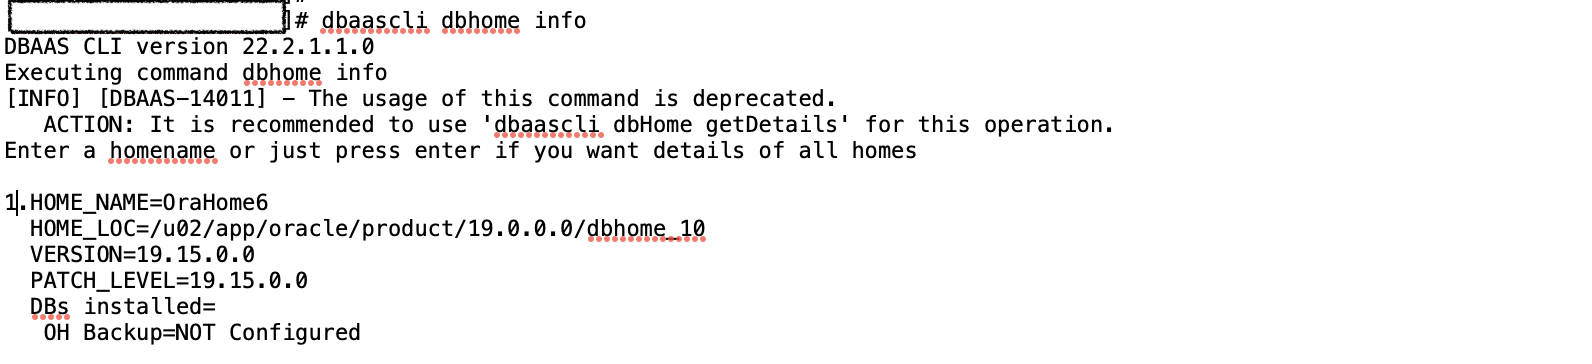 ]# dbaascli dbhome info
DBAAS CLI version 22.2.1.1.0
Executing command dbhome info
[INFO] [DBAAS-14011] - The usage of this command is deprecated.
ACTION: It is recommended to use 'dbaascli dbHome getDetails' for this operation.
Enter a homename or just press enter if you want details of all homes
1.HOME_NAME=OraHome6
HOME_LOC=/u02/app/oracle/product/19.0.0.0/dbhome_10
VERSION=19.15.0.0
PATCH_LEVEL=19.15.0.0
DBs installed=
OH Backup=NOT Configured